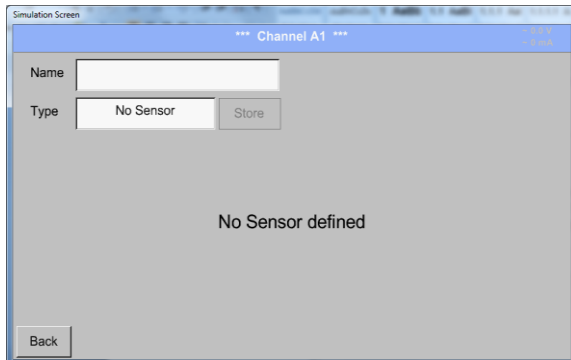 Simulation Screen
*** Channel A1 ***
Name
Type No Sensor Store
No Sensor defined
Back